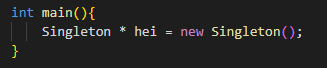 int main(){
    Singleton * hei = new Singleton();
}